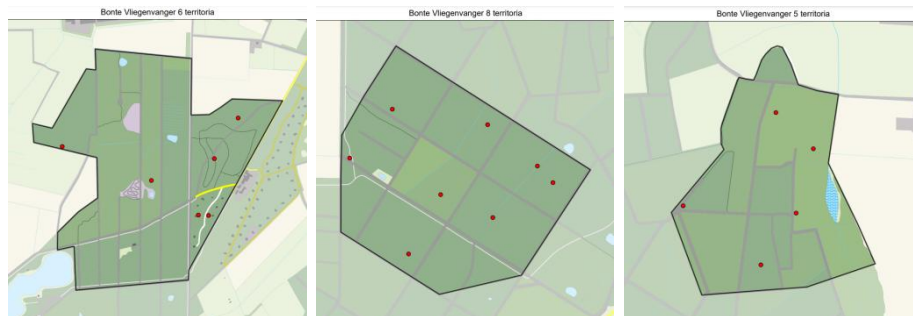 Bonte Vliegenvanger 6 territoria
Bonte Vliegenvanger 8 territoria
Bonte Vliegenvanger 5 territoria